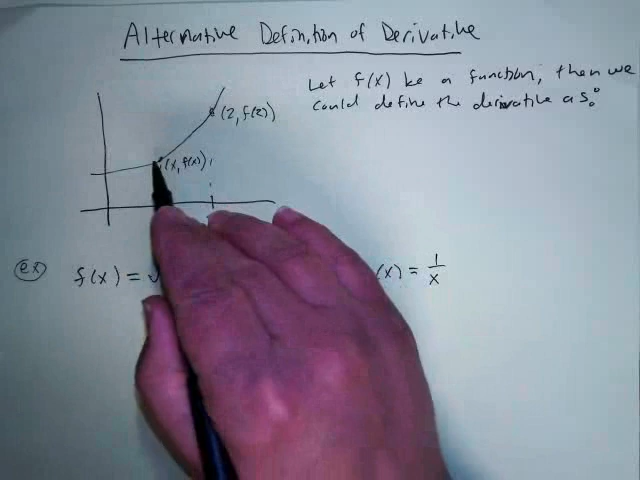 Alternative Definition of Derivative
Let f(x) be a function, then we
could define the derivative as:
(2, f(2))
(x, f(x))
ex f(x) = √ (x) = 1/x